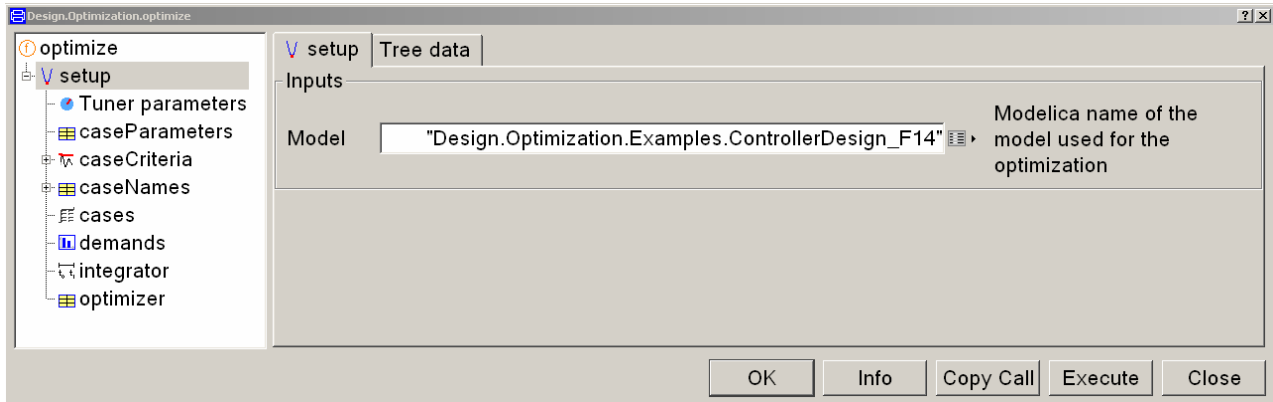 Design.Optimization.optimize
optimize
setup
Tuner parameters
caseParameters
caseCriteria
caseNames
cases
demands
integrator
optimizer
setup
Tree data
Inputs
Model
"Design.Optimization.Examples.ControllerDesign_F14"
Modelica name of the
model used for the
optimization
OK
Info
Copy Call
Execute
Close